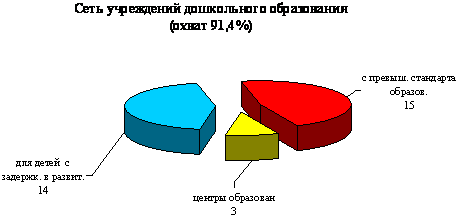 Сеть учреждений дошкольного образования
(охват 91,4%)
с превыш. стандарта
образов.
15
для детей с
задержк. в развит.
14
центры образован
3